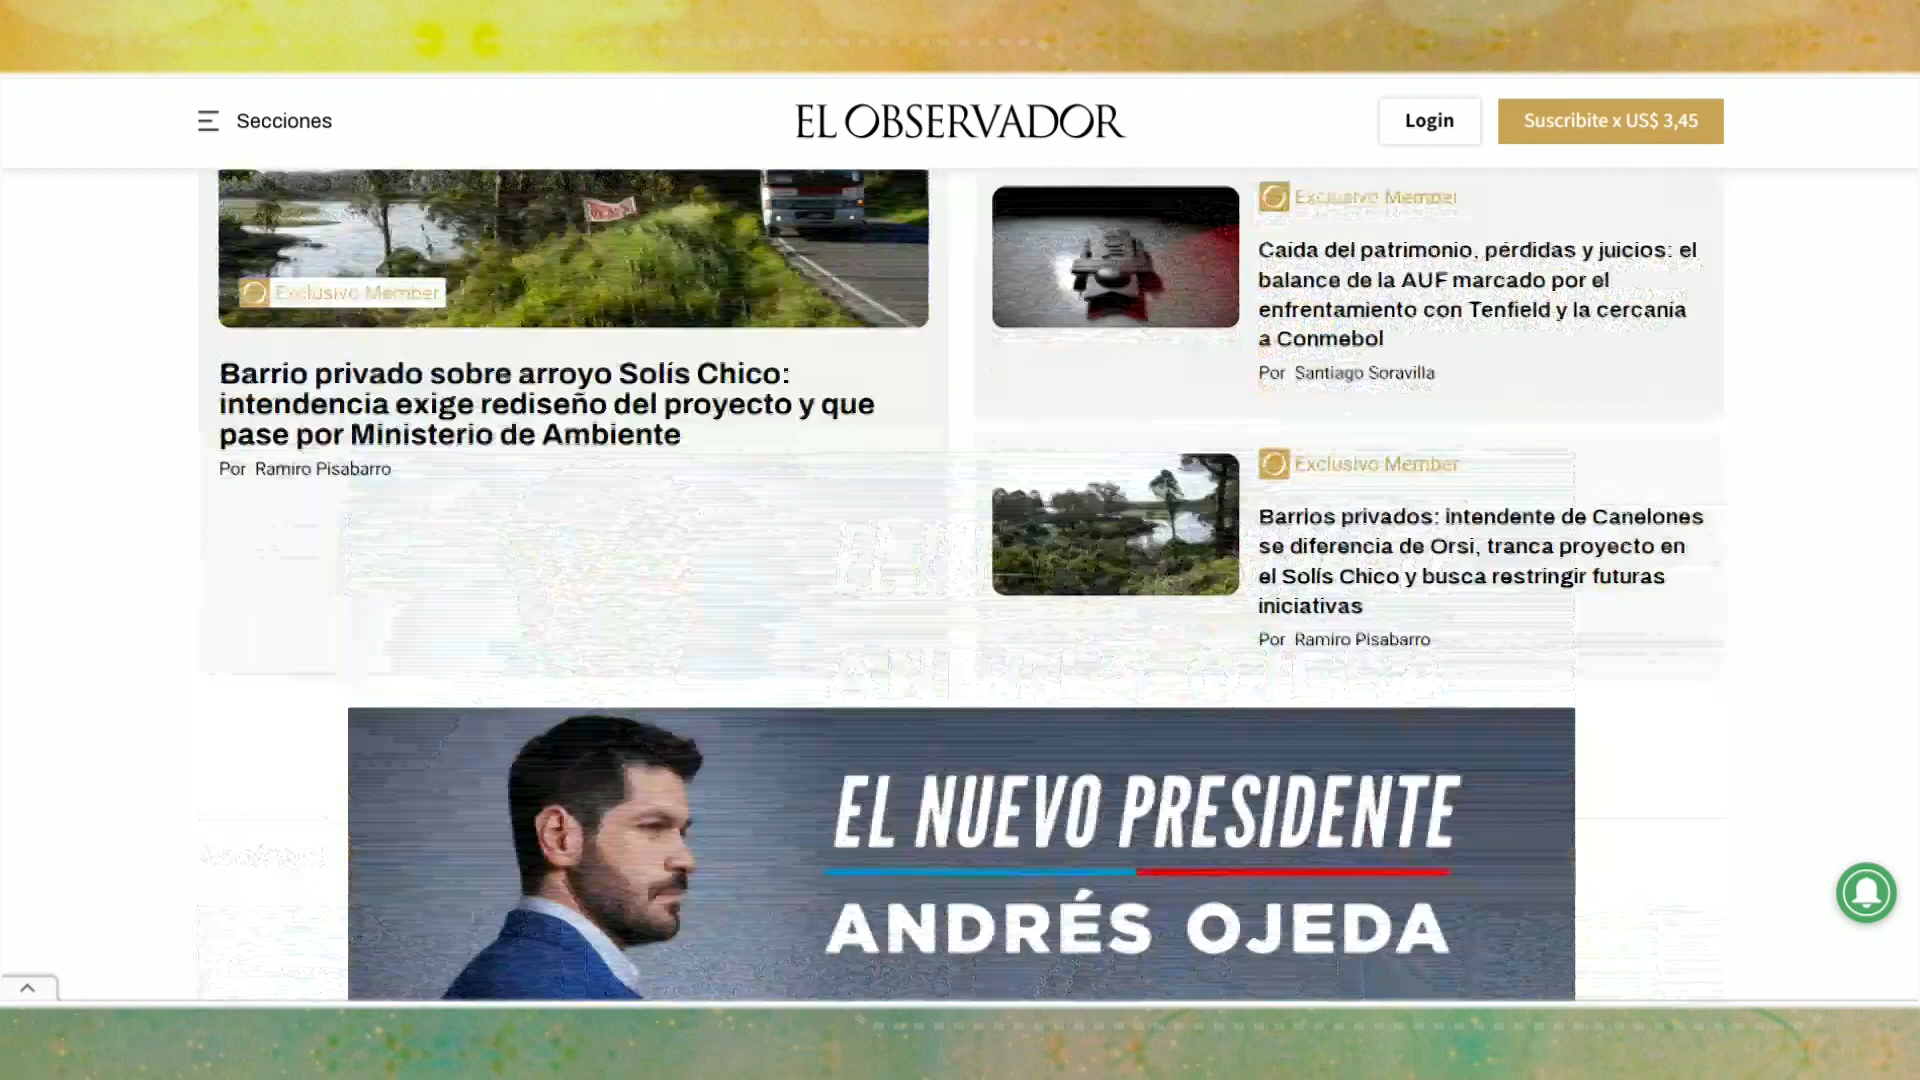 Secciones
EL OBSERVADOR
Login
Suscribite x US$ 3,45
Exclusivo Member
Barrio privado sobre arroyo Solís Chico:
intendencia exige rediseño del proyecto y que
pase por Ministerio de Ambiente
Por Ramiro Pisabarro
Exclusivo Member
Caída del patrimonio, pérdidas y juicios: el
balance de la AUF marcado por el
enfrentamiento con Tenfield y la cercanía
a Conmebol
Por Santiago Soravilla
Exclusivo Member
Barrios privados: intendente de Canelones
se diferencia de Orsi, tranca proyecto en
el Solís Chico y busca restringir futuras
iniciativas
Por Ramiro Pisabarro
EL NUEVO PRESIDENTE
ANDRÉS OJEDA